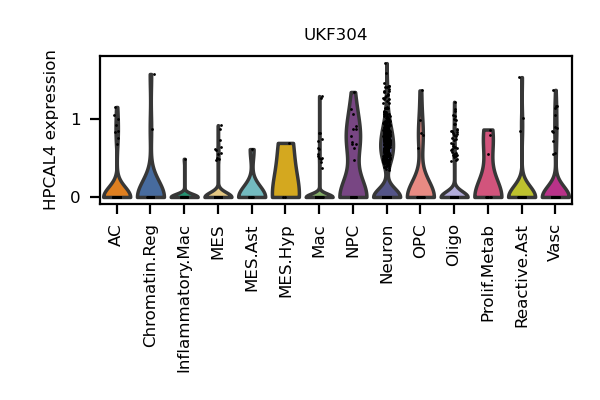 UKF304
HPCAL4 expression
1
0
AC
Chromatin.Reg
Inflammatory.Mac
MES
MES.Ast
MES.Hyp
Mac
NPC
Neuron
OPC
Oligo
Prolif.Metab
Reactive.Ast
Vasc